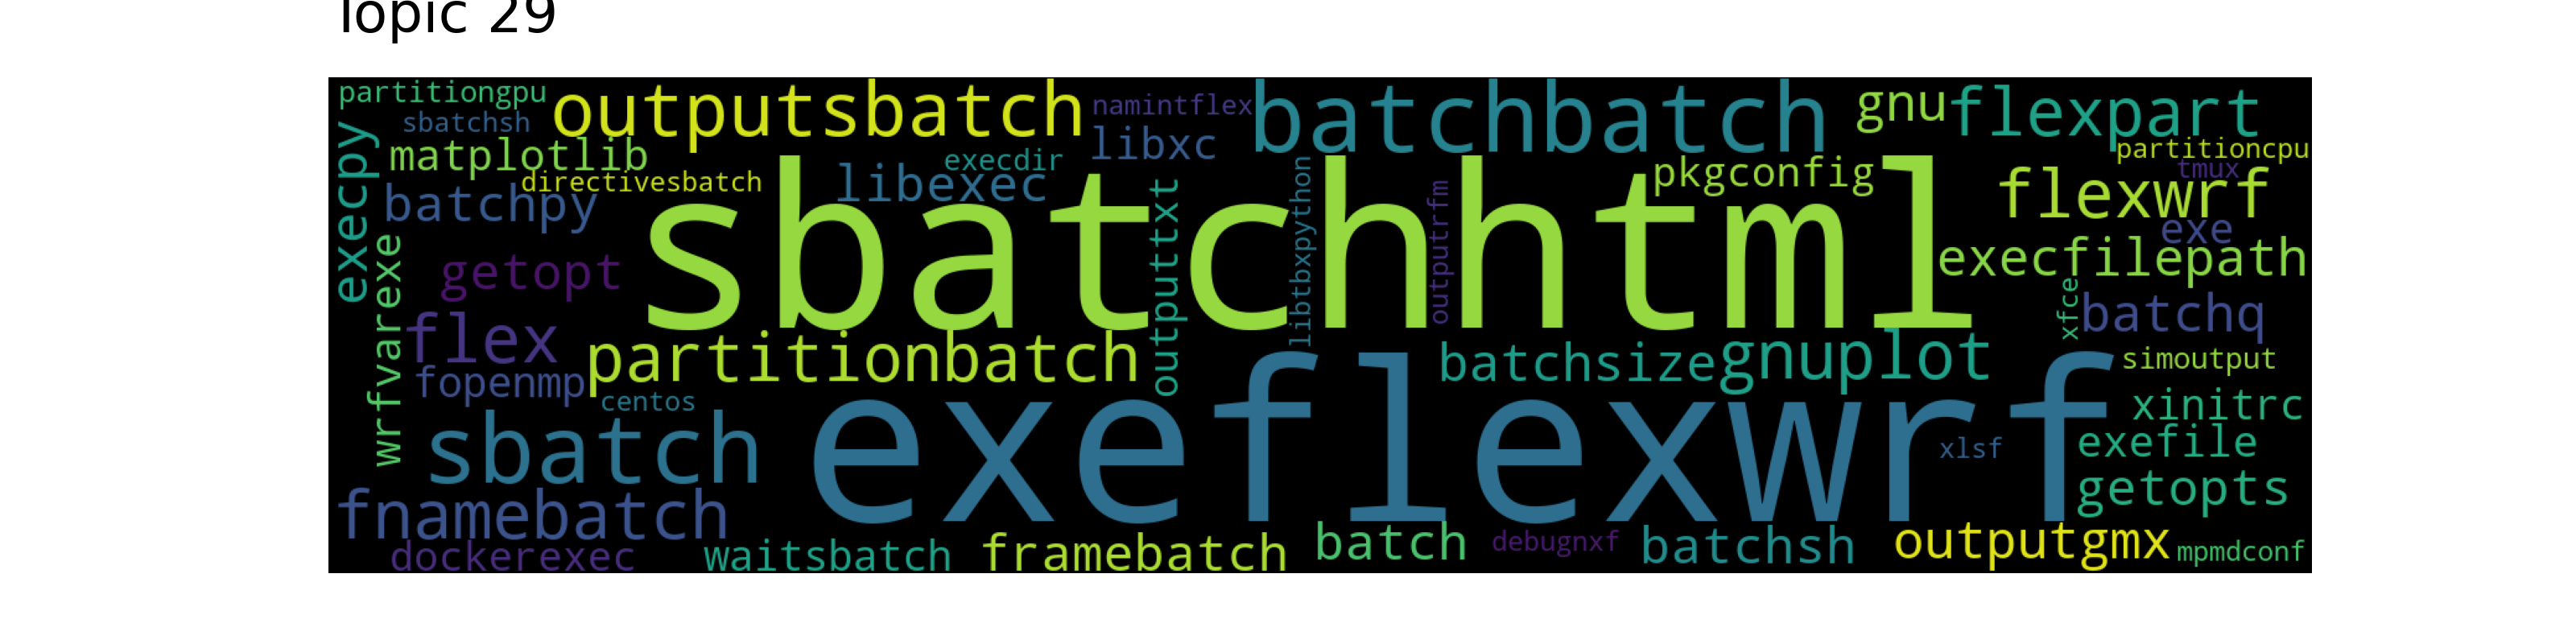 Topic 29
partitiongpu
outputsbatch
namintflex
batchbatch
gnu
flexpart
sbatchsh
matplotlib
execdir
libxc
partitioncpu
directivesbatch
libexec
pkgconfig
tmux
flexwrf
execpy
batchpy
sbatchhtml
outputtxt
libtbbxpython
outputrfm
exe
execfilepath
getopt
wrfvarexe
xfce
batchq
flex
partitionbatch
batchsize
gnuplot
simoutput
fopenmp
centos
exeflexwrf
xinitrc
sbatch
xlsf
exefile
getopts
fnamebatch
dockerexec
waitsbatch
framebatch
batch
debugnxf
batchsh
outputgmx
mpmdconf